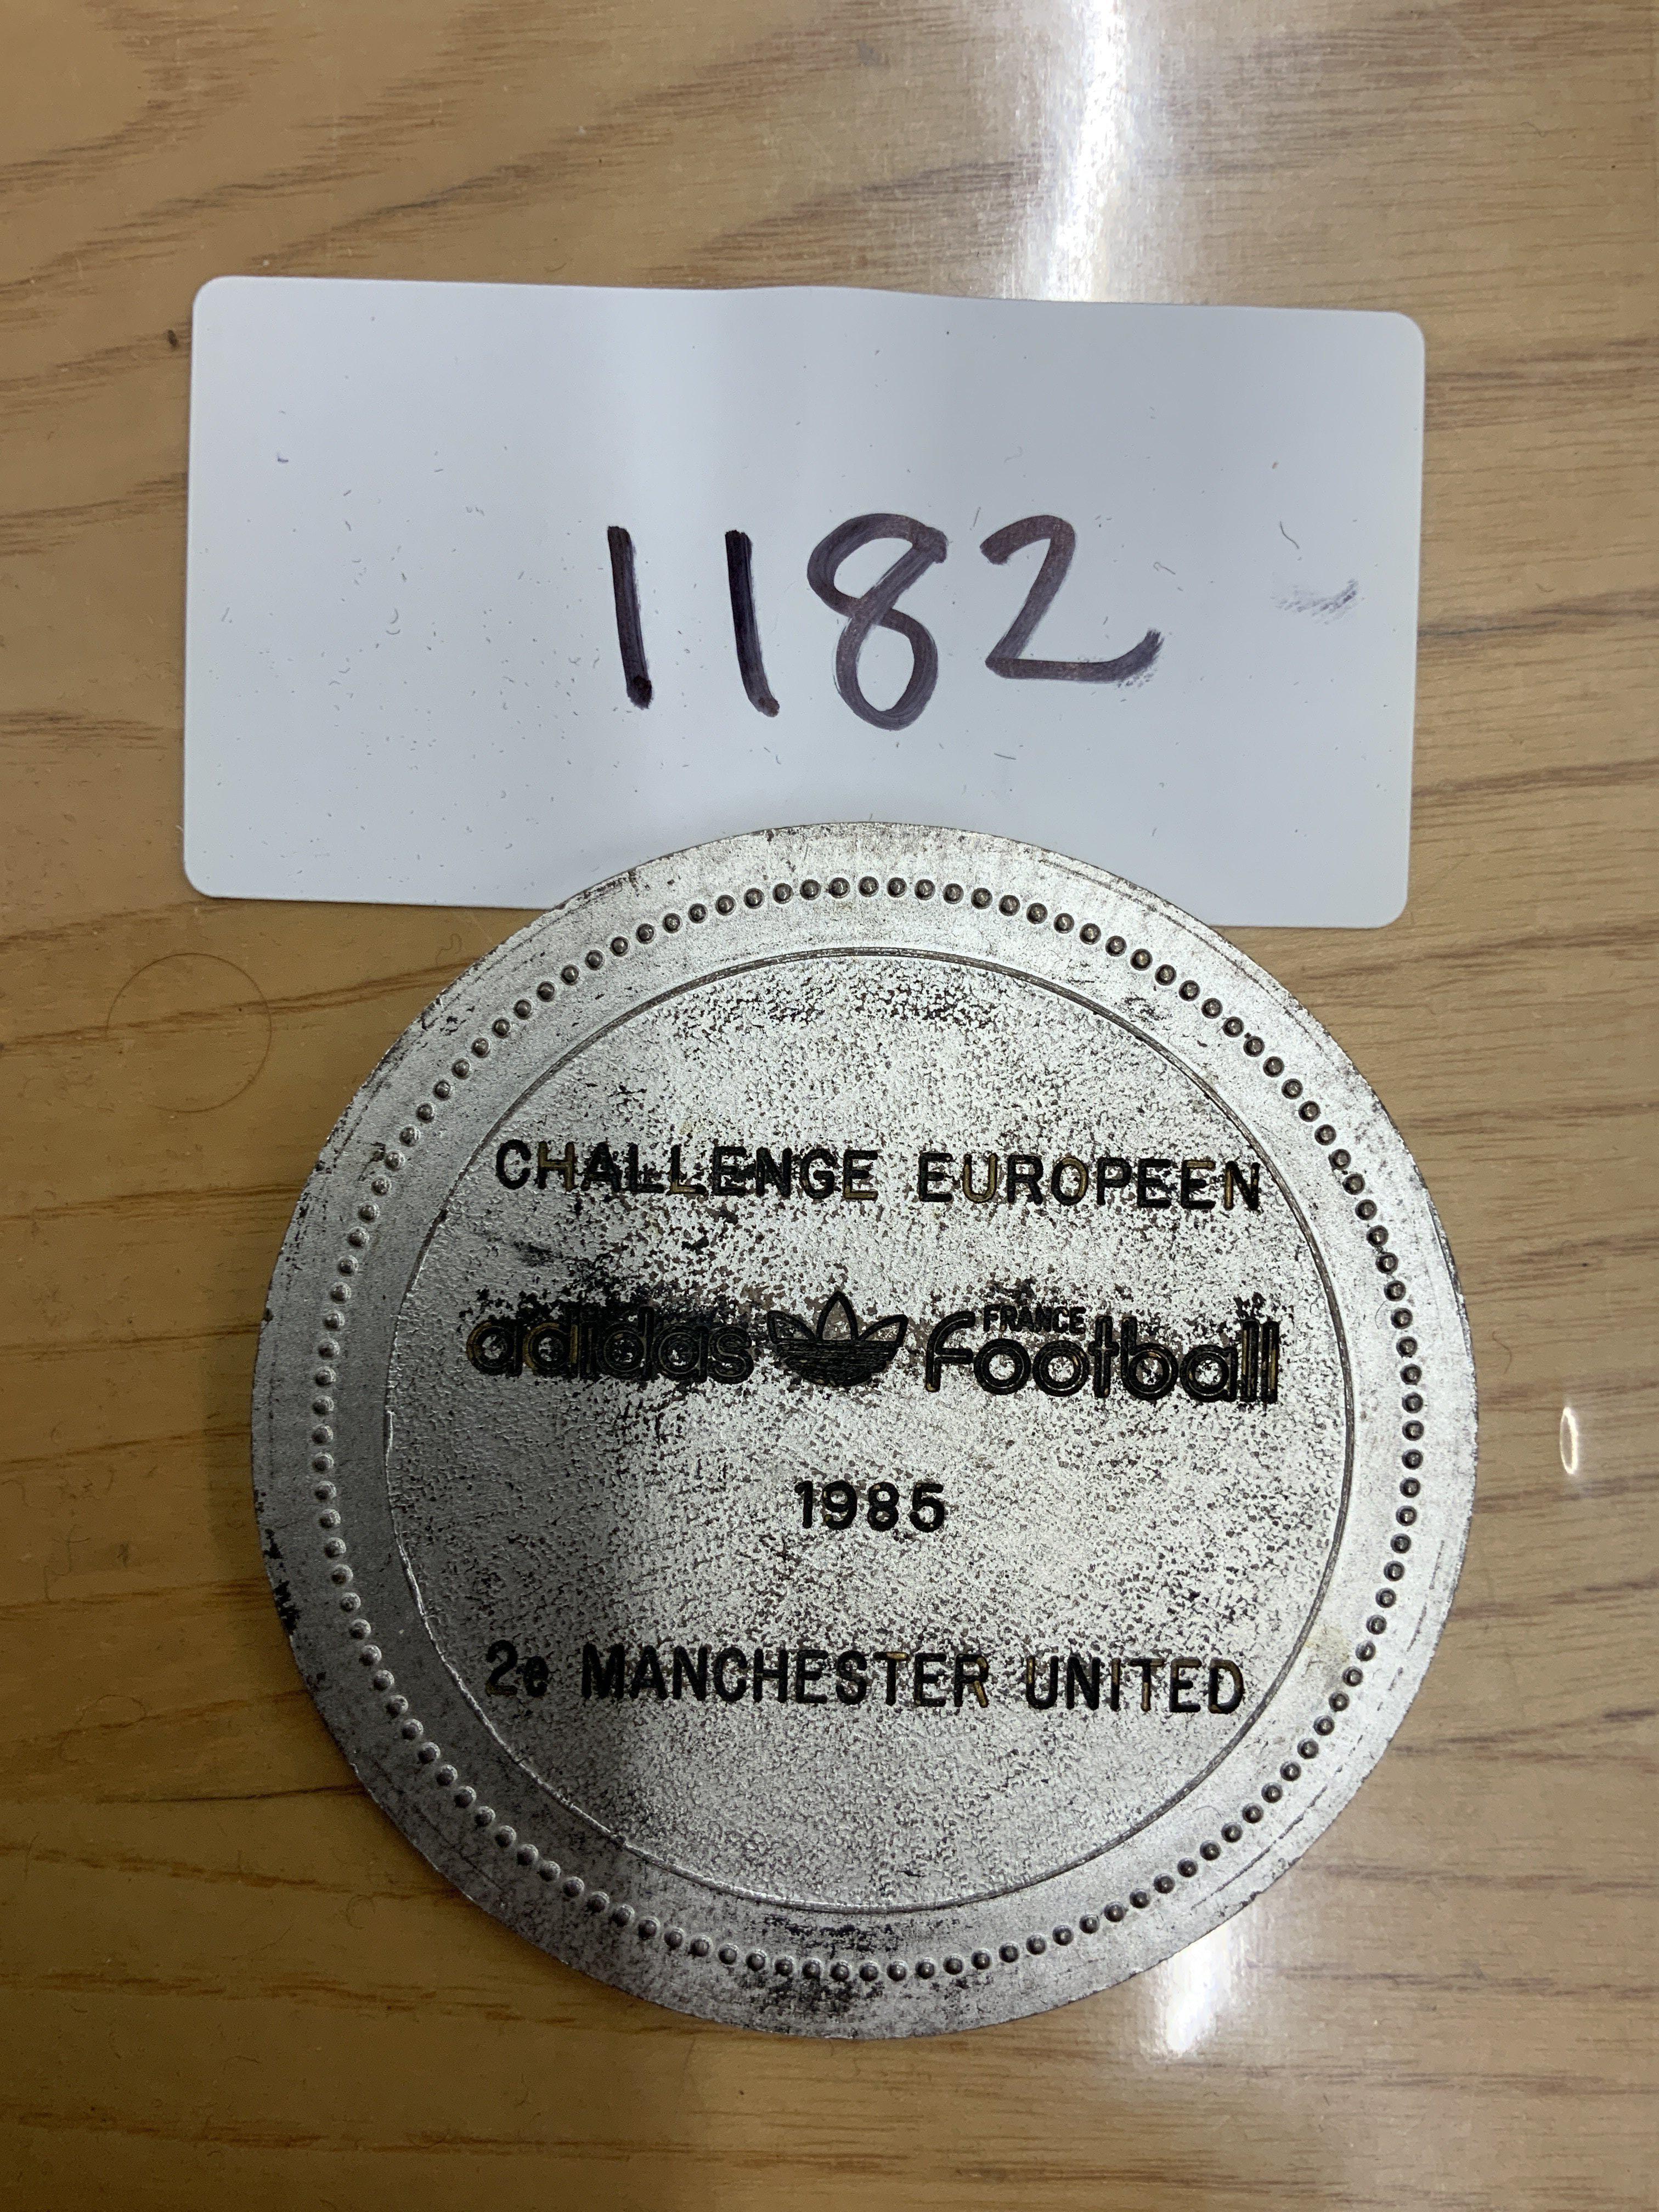 1182
CHALLENGE EUROPEEN
adidas FRANCE football
1985
2e MANCHESTER UNITED